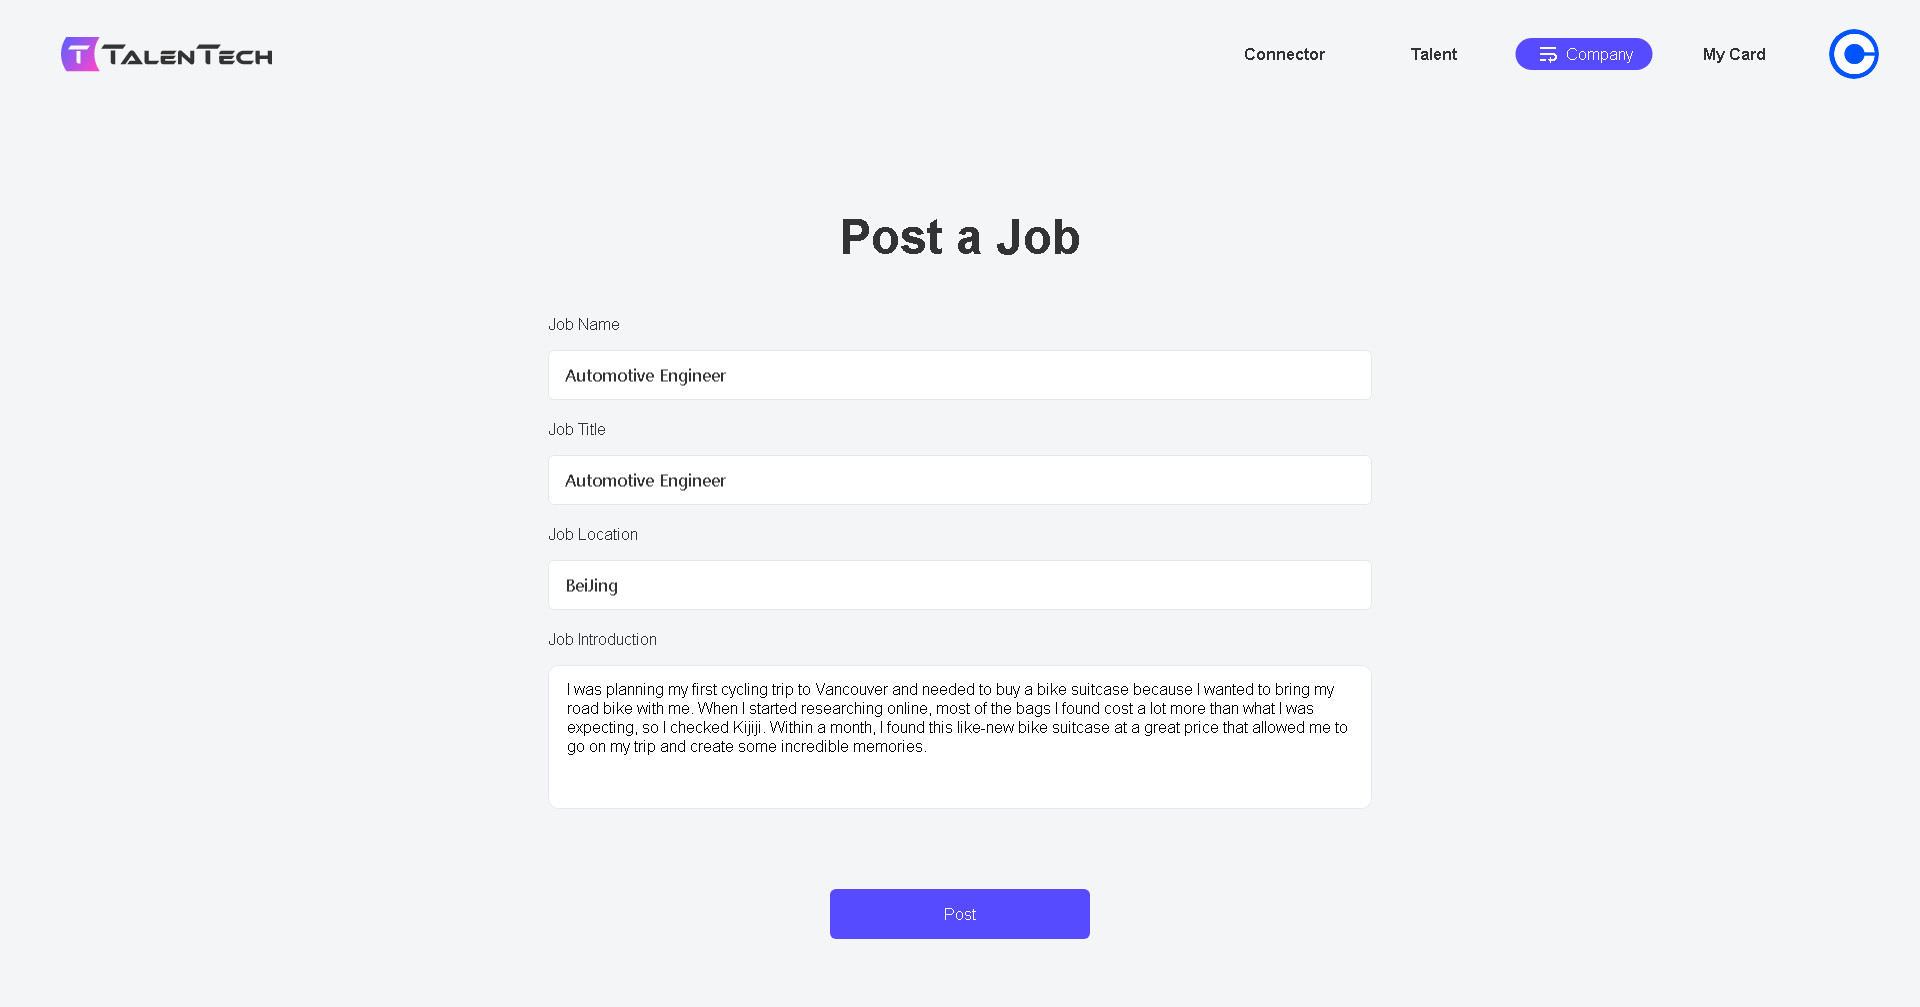 TALENTECH
Connector
Talent
Company
My Card
Post a Job
Job Name
Automotive Engineer
Job Title
Automotive Engineer
Job Location
BeiJing
Job Introduction
I was planning my first cycling trip to Vancouver and needed to buy a bike suitcase because I wanted to bring my
road bike with me. When I started researching online, most of the bags I found cost a lot more than what I was
expecting, so I checked Kijiji. Within a month, I found this like-new bike suitcase at a great price that allowed me to
go on my trip and create some incredible memories.
Post